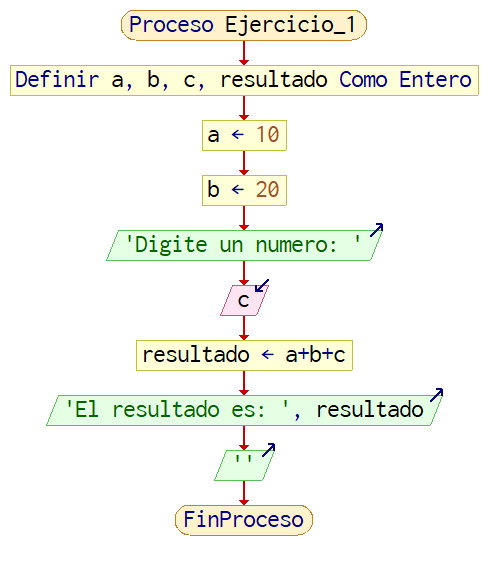 Proceso Ejercicio_1
Definir a, b, c, resultado Como Entero
a ← 10
b ← 20
'Digite un numero: '
c
resultado ← a+b+c
'El resultado es: ', resultado
''
FinProceso